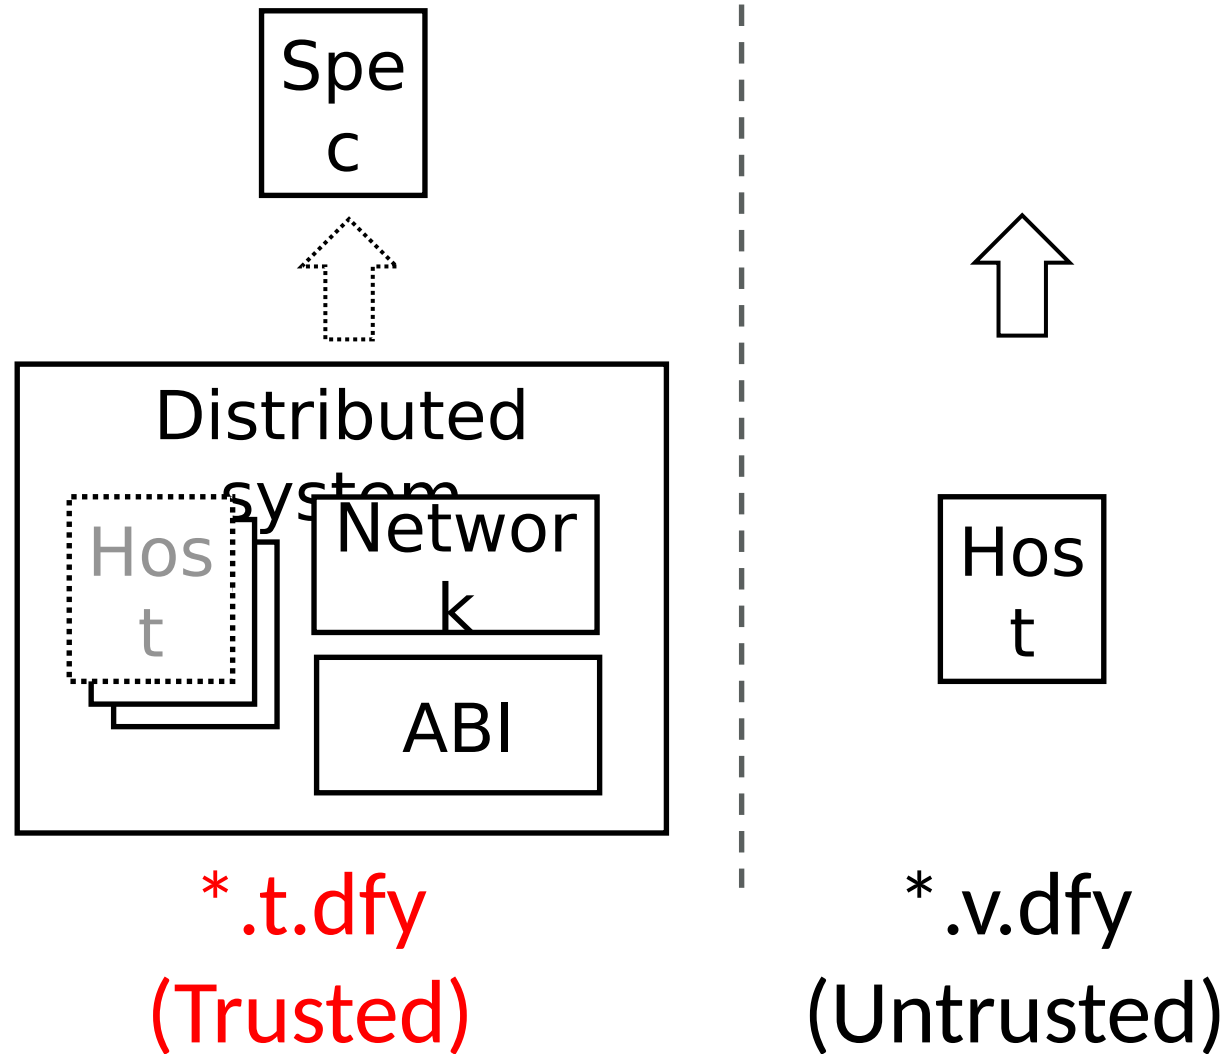 Spe
c
Distributed
system
Hos
t
Networ
k
ABI
Hos
t
*.t.dfy
(Trusted)
*.v.dfy
(Untrusted)